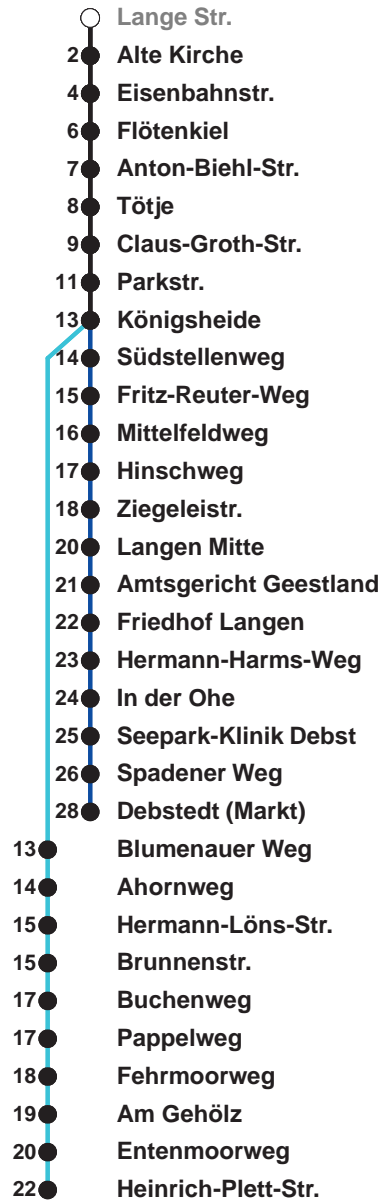 Lange Str.
2 Alte Kirche
4 Eisenbahnstr.
6 Flötenkiel
7 Anton-Biehl-Str.
8 Tötje
9 Claus-Groth-Str.
11 Parkstr.
13 Königsheide
14 Südstellenweg
15 Fritz-Reuter-Weg
16 Mittelfeldweg
17 Hinschweg
18 Ziegeleistr.
20 Langen Mitte
21 Amtsgericht Geestland
22 Friedhof Langen
23 Hermann-Harms-Weg
24 In der Ohe
25 Seepark-Klinik Debst
26 Spadener Weg
28 Debstedt (Markt)
13 Blumenauer Weg
14 Ahornweg
15 Hermann-Löns-Str.
15 Brunnenstr.
17 Buchenweg
17 Pappelweg
18 Fehrmoorweg
19 Am Gehölz
20 Entenmoorweg
22 Heinrich-Plett-Str.